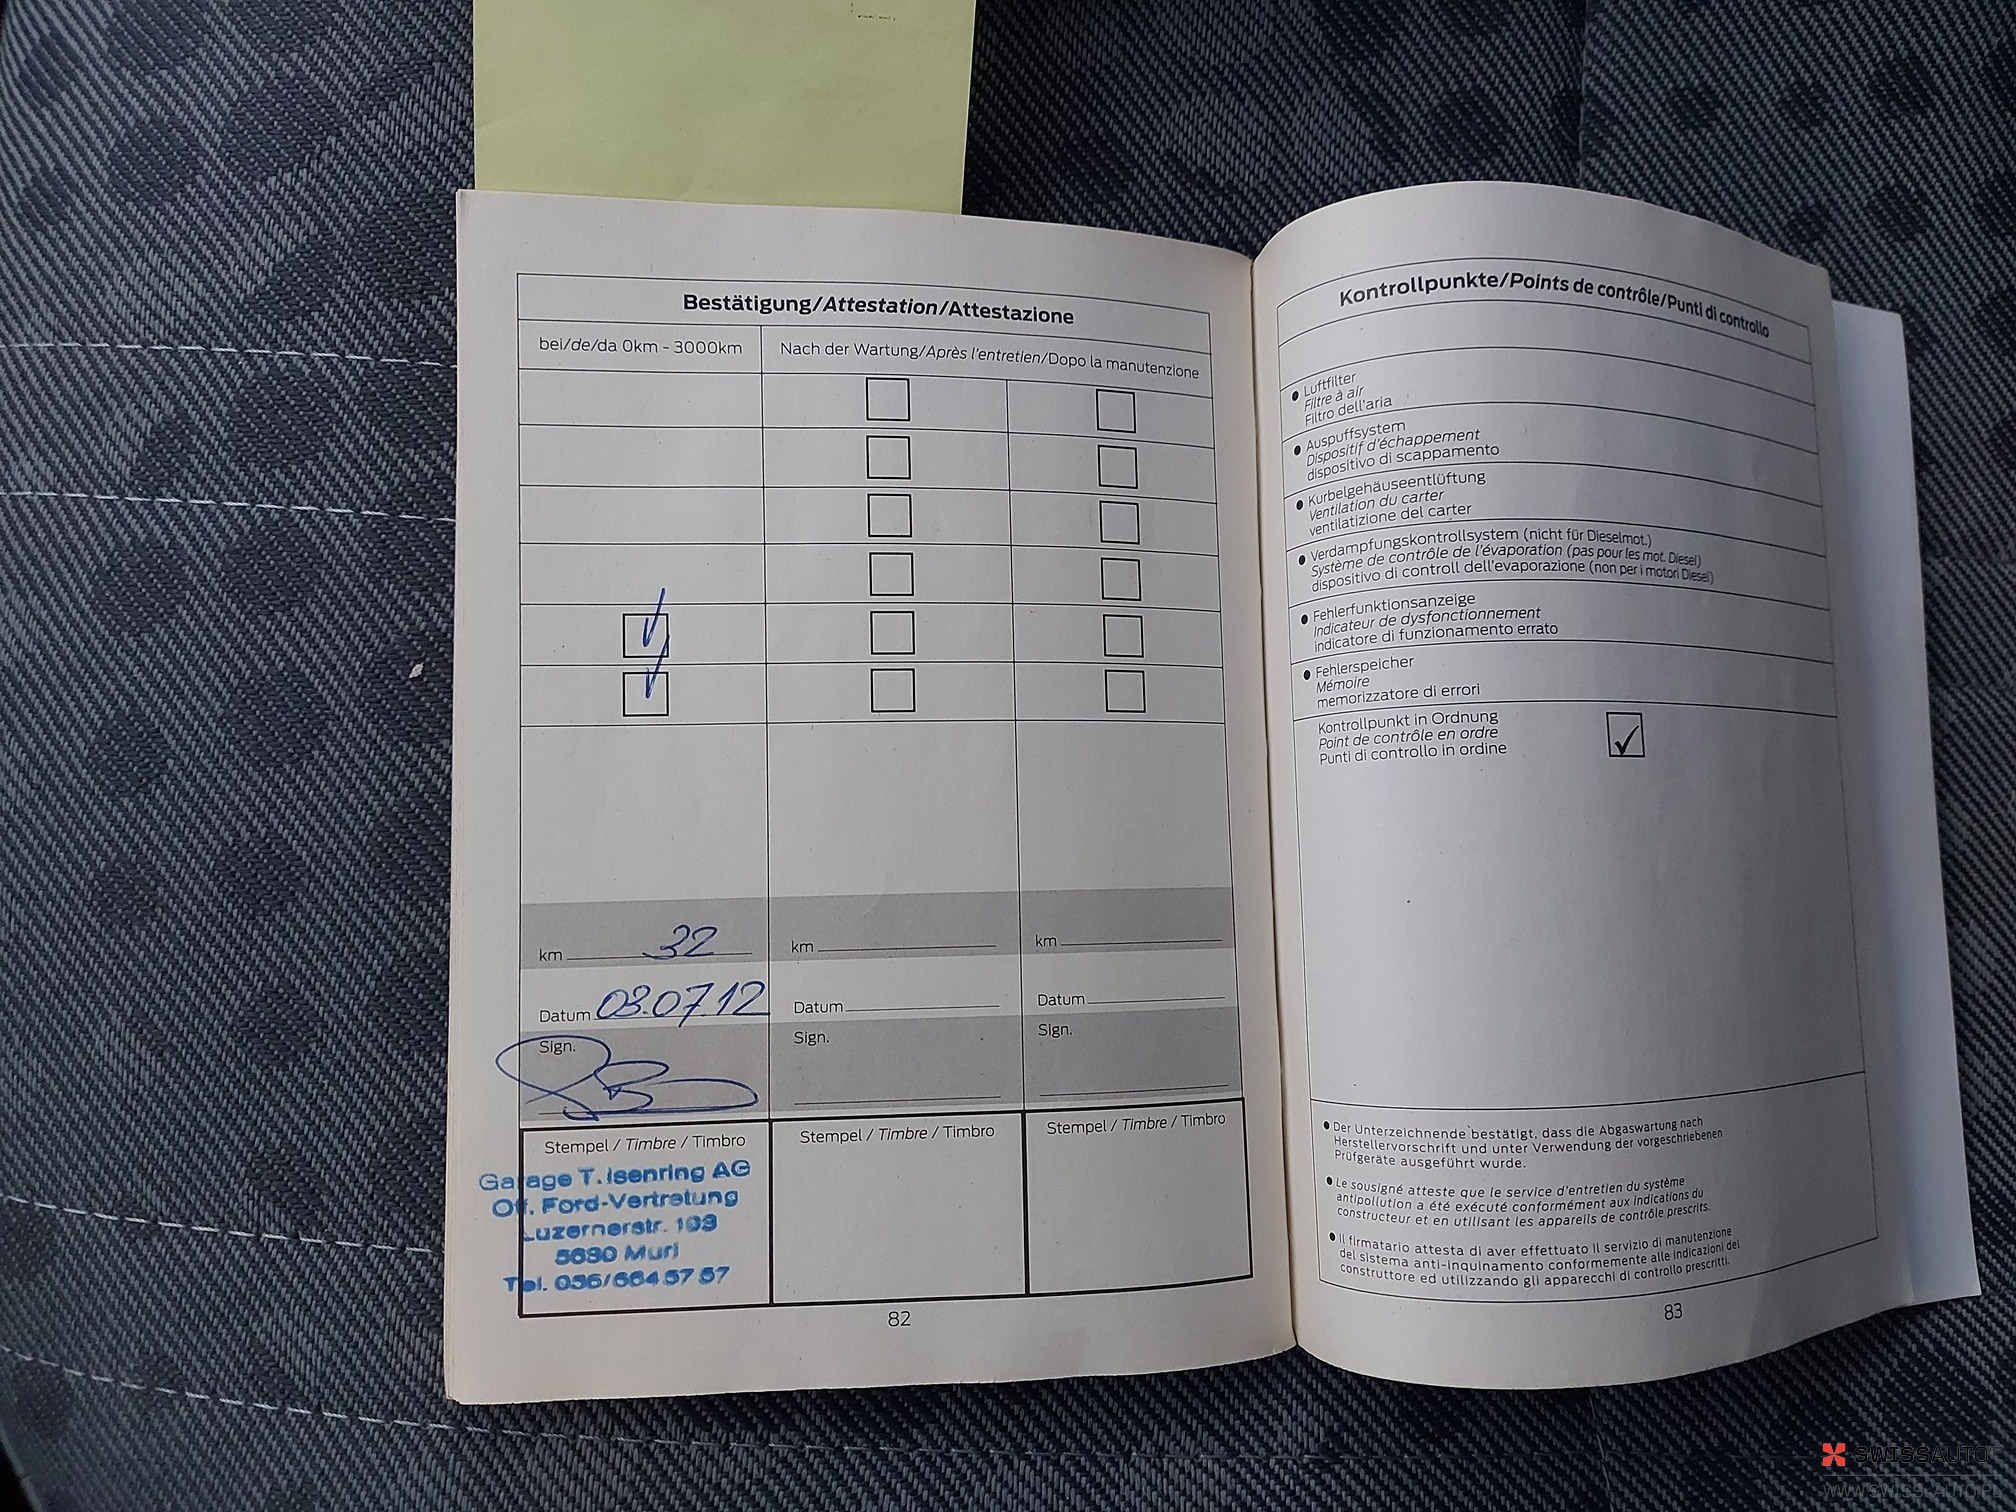 Bestätigung/Attestation/Attestazione
bei/de/da 0km - 3000km
Nach der Wartung/Après l'entretien/Dopo la manutenzione
km 32
km
km
Datum 03.07.12
Datum
Datum
Sign.
Sign.
Sign.
Stempel / Timbre / Timbro
Stempel / Timbre / Timbro
Stempel / Timbre / Timbro
Garage T. Isenring AG
Off. Ford-Vertretung
Luzernerstr. 103
5630 Muri
Tel. 056/664 57 57
82
Kontrollpunkte/Points de contrôle/Punti di controllo
● Luftfilter
Filtre à air
Filtro dell'aria
● Auspuffsystem
Dispositif d'échappement
dispositivo di scappamento
● Kurbelgehäuseentlüftung
Ventilation du carter
ventilatizione del carter
● Verdampfungskontrollsystem (nicht für Dieselmot.)
Système de contrôle de l'évaporation (pas pour les mot. Diesel)
dispositivo di controll dell'evaporazione (non per i motori Diesel)
● Fehlerfunktionsanzeige
Indicateur de dysfonctionnement
indicatore di funzionamento errato
● Fehlerspeicher
Mémoire
memorizzatore di errori
Kontrollpunkt in Ordnung
Point de contrôle en ordre
Punti di controllo in ordine
● Der Unterzeichnende bestätigt, dass die Abgaswartung nach
Herstellervorschrift und unter Verwendung der vorgeschriebenen
Prüfgeräte ausgeführt wurde.
● Le sousigné atteste que le service d'entretien du système
antipollution a été exécuté conformément aux indications du
constructeur et en utilisant les appareils de contrôle prescrits.
● Il firmatario attesta di aver effettuato il servizio di manutenzione
del sistema anti-inquinamento conformemente alle indicazioni del
construttore ed utilizzando gli apparecchi di controllo prescritti.
83
SWISSAUTO
WWW.SWISS-AUTO.PL